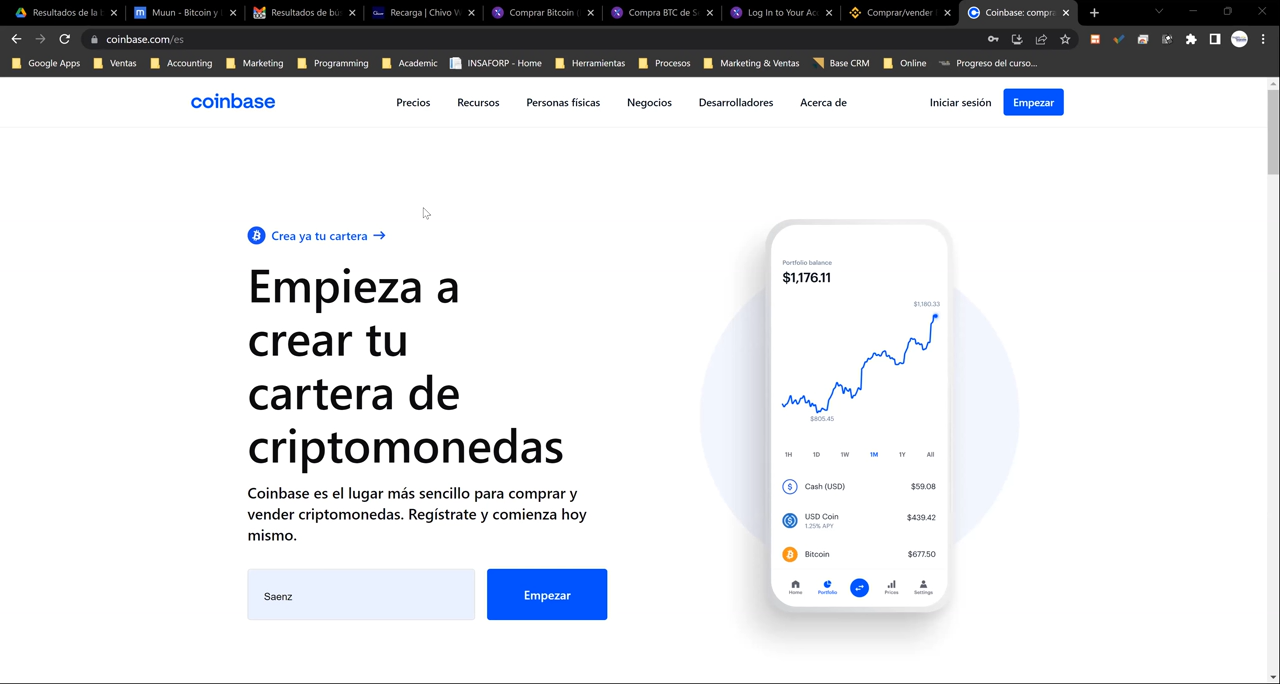 Resultados de la b
Muun - Bitcoin y
Resultados de bús
Recarga | Chivo W
Comprar Bitcoin
Compra BTC de S
Log In to Your Ac
Comprar/vender
Coinbase: compra
coinbase.com/es
Google Apps
Ventas
Accounting
Marketing
Programming
Academic
INSAFORP - Home
Herramientas
Procesos
Marketing & Ventas
Base CRM
Online
Progreso del curso...
coinbase
Precios
Recursos
Personas físicas
Negocios
Desarrolladores
Acerca de
Iniciar sesión
Empezar
Crea ya tu cartera →
Empieza a
crear tu
cartera de
criptomonedas
Coinbase es el lugar más sencillo para comprar y
vender criptomonedas. Regístrate y comienza hoy
mismo.
Saenz
Empezar
Portfolio balance
$1,176.11
$1,180.33
$805.45
1H 1D 1W 1M 1Y All
Cash (USD) $59.08
USD Coin $439.42
1.25% APY
Bitcoin $677.50
Home Portfolio Prices Settings